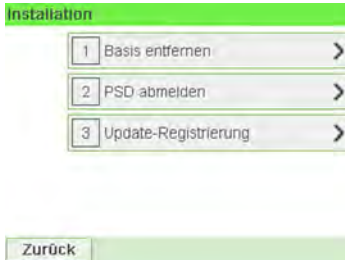 Installation
1 Basis entfernen
2 PSD abmelden
3 Update-Registrierung
Zurück